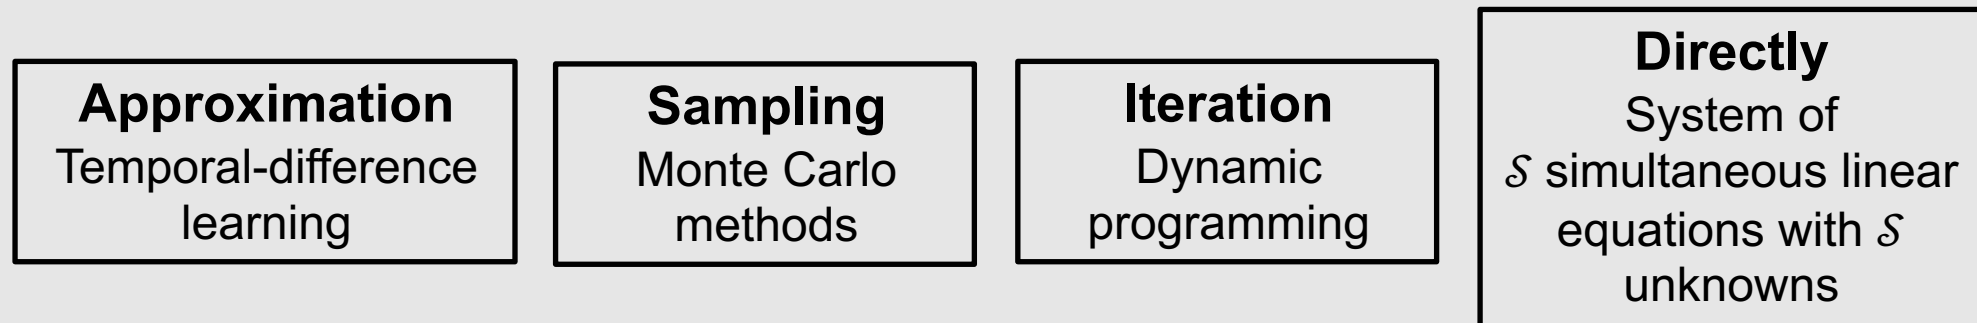 Approximation
Temporal-difference
learning
Sampling
Monte Carlo
methods
Iteration
Dynamic
programming
Directly
System of
𝒮 simultaneous linear
equations with 𝒮
unknowns